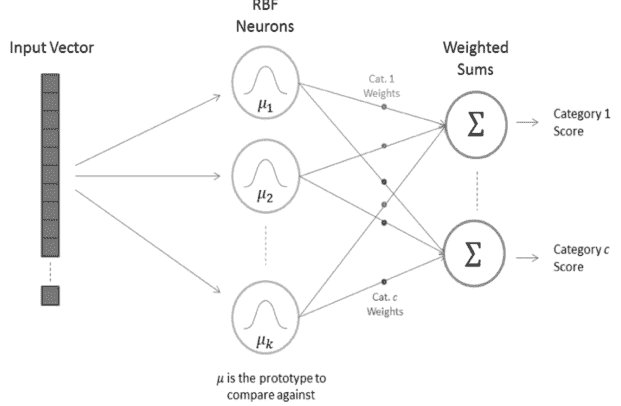 RBF
Neurons
Input Vector
Weighted
Sums
Cat. 1
Weights
μ1
Σ
Category 1
Score
μ2
Σ
Category c
Score
Cat. c
Weights
μk
μ is the prototype to
compare against